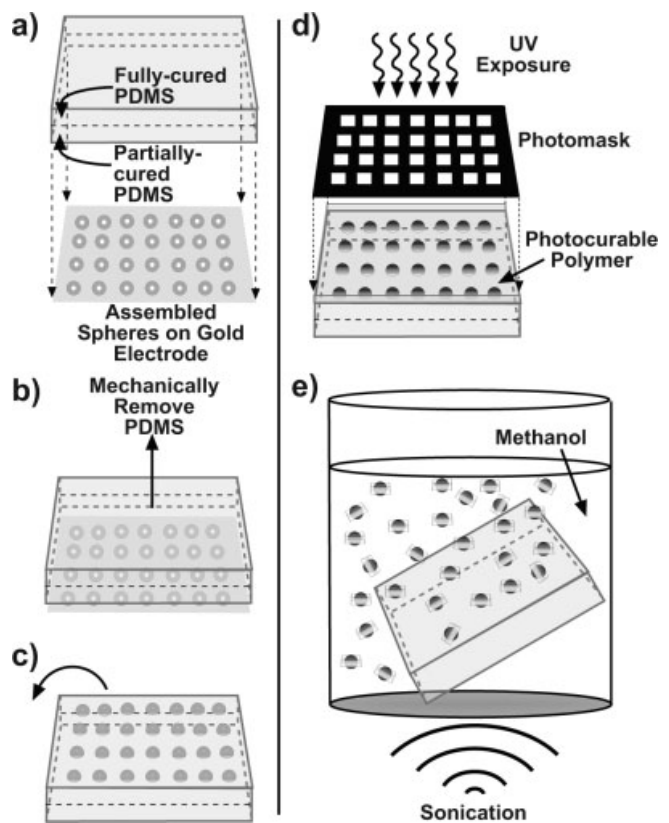 a)
Fully-cured
PDMS
Partially-
cured
PDMS
Assembled
Spheres on Gold
Electrode
b)
Mechanically
Remove
PDMS
c)
d)
UV
Exposure
Photomask
Photocurable
Polymer
e)
Methanol
Sonication